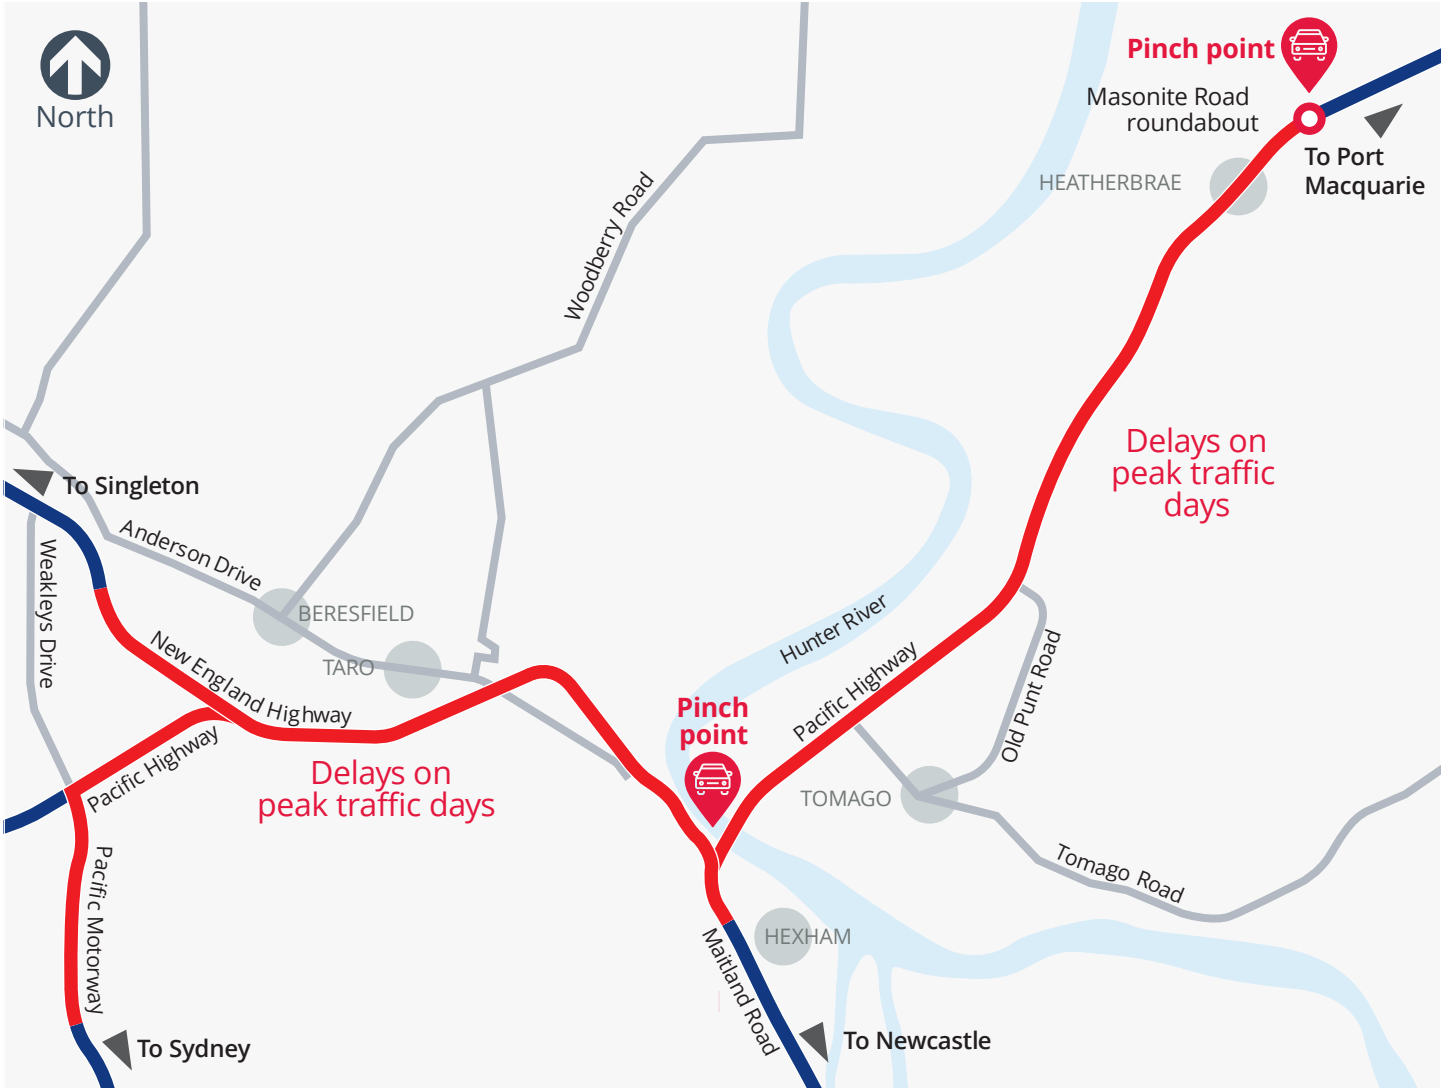 North
Pinch point
Masonite Road
roundabout
To Port
Macquarie
HEATHERBRAE
Woodberry Road
Delays on
peak traffic
days
To Singleton
Anderson Drive
Weakleys Drive
BERESFIELD
TARO
New England Highway
Hunter River
Pacific Highway
Old Punt Road
Pinch
point
Pacific Highway
Delays on
peak traffic days
TOMAGO
Tomago Road
Pacific Motorway
HEXHAM
Maitland Road
To Sydney
To Newcastle